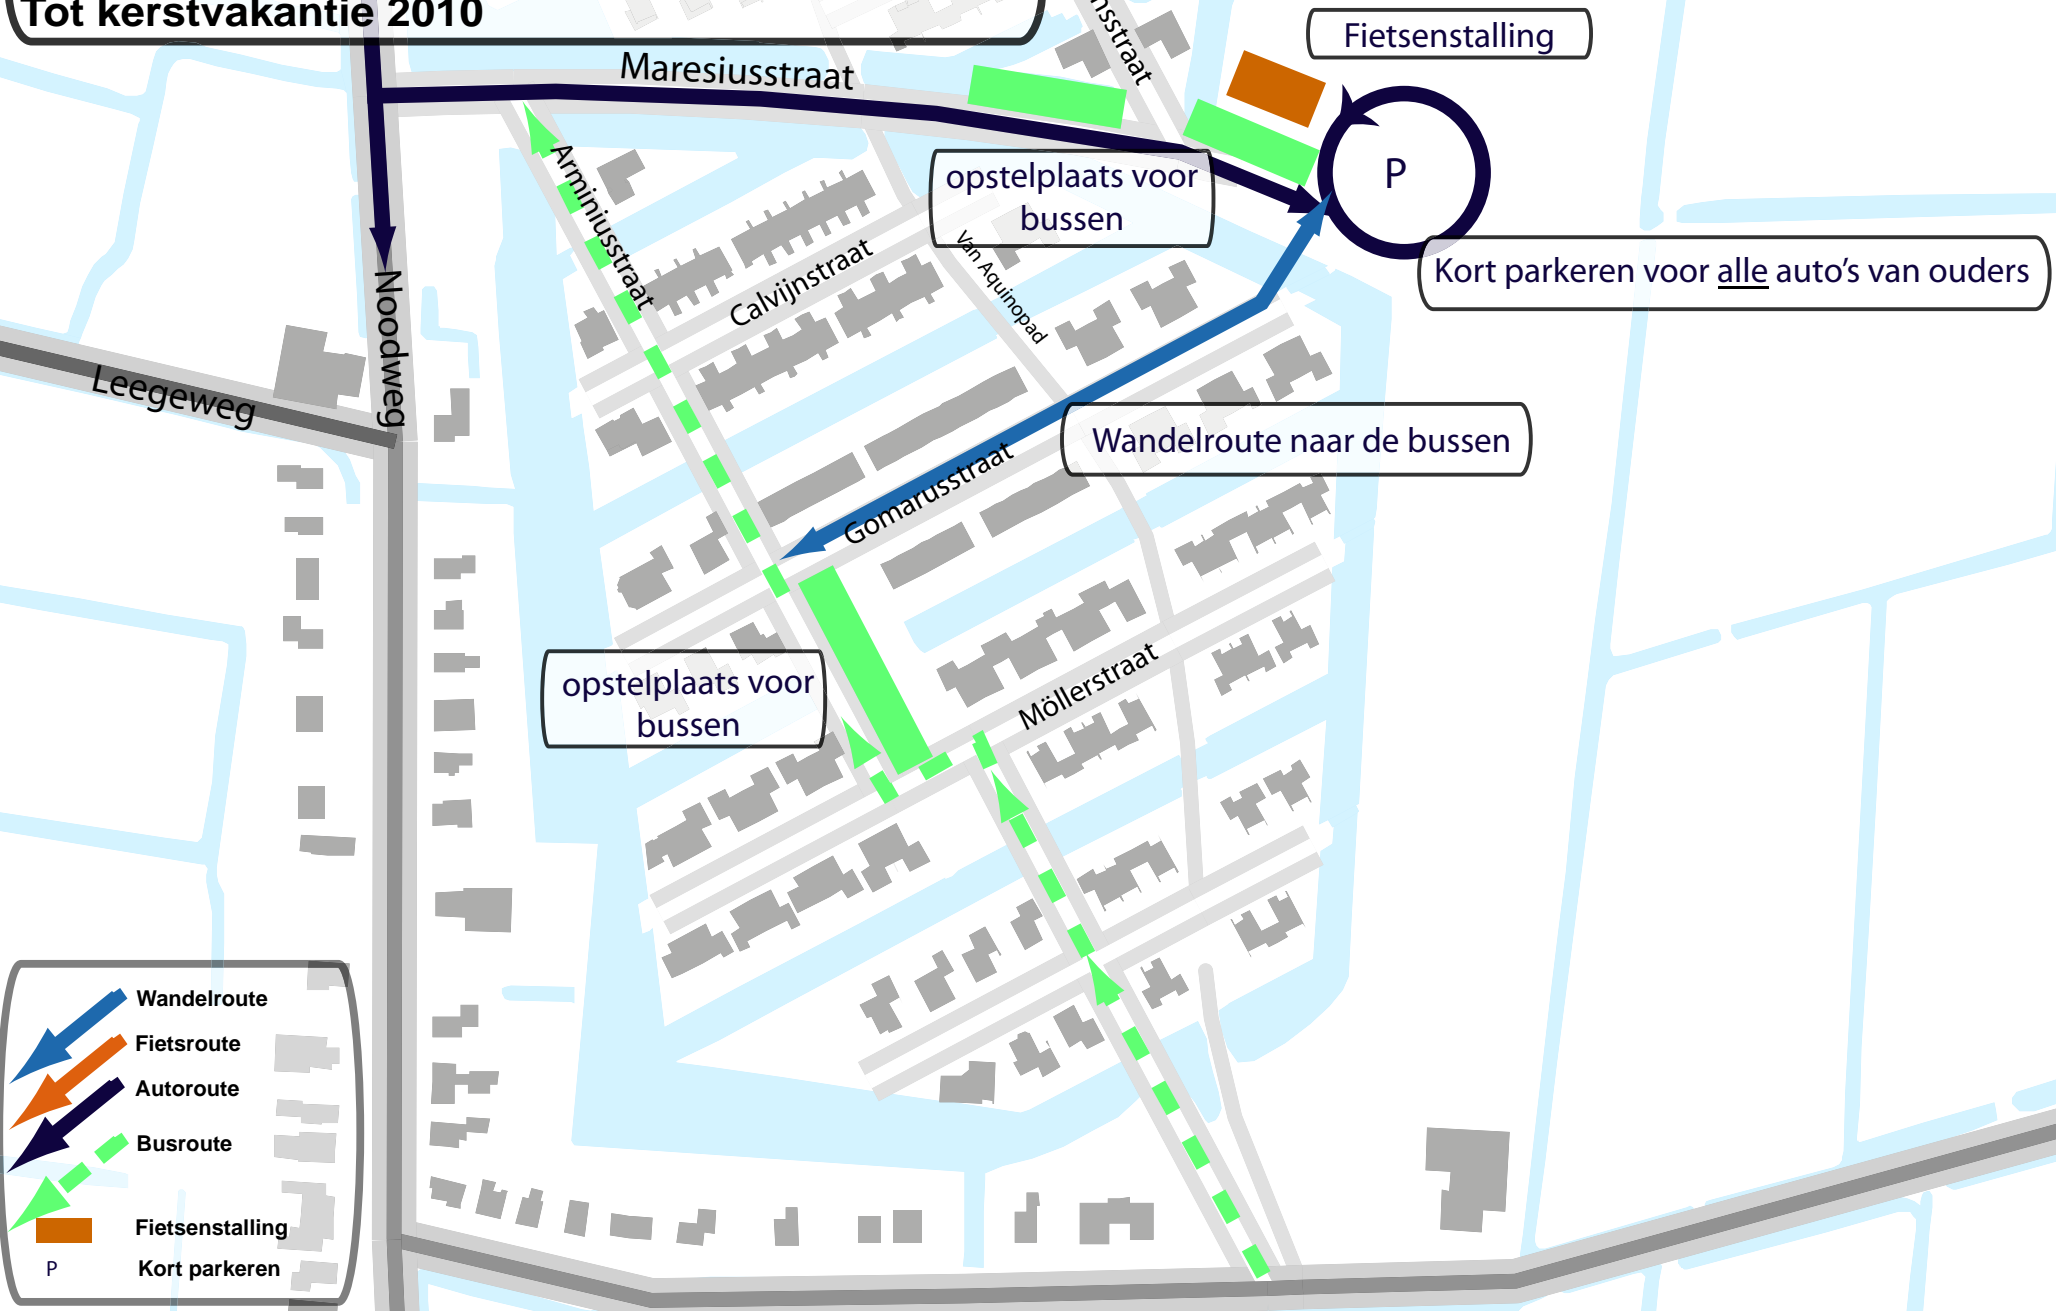 Tot kerstvakantie 2010
Fietsenstalling
Maresiusstraat
P
opstelplaats voor
bussen
Arminiusstraat
Kort parkeren voor alle auto's van ouders
Calvijnstraat
Van Aquinopad
Noodweg
Leegeweg
Wandelroute naar de bussen
Gomarusstraat
opstelplaats voor
bussen
Möllerstraat
Wandelroute
Fietsroute
Autoroute
Busroute
Fietsenstalling
P Kort parkeren